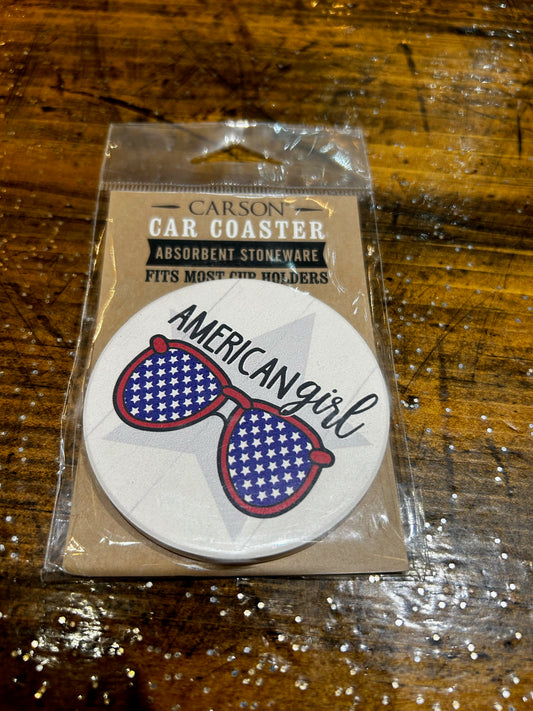 CARSON
CAR COASTER
ABSORBENT STONEWARE
FITS MOST CUP HOLDERS
AMERICAN girl